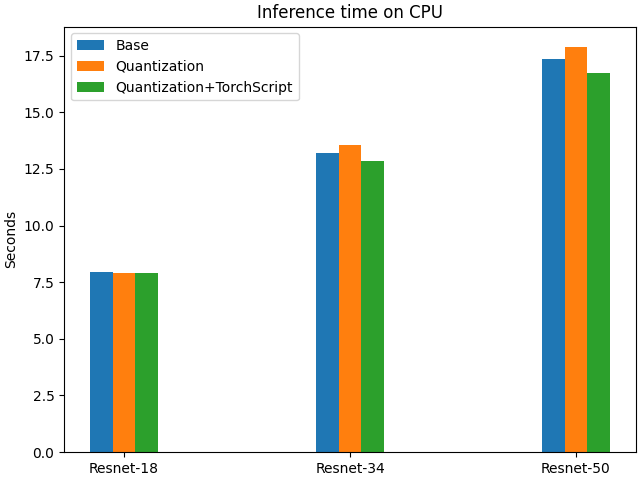 Inference time on CPU
Base
Quantization
Quantization+TorchScript
Seconds
17.5
15.0
12.5
10.0
7.5
5.0
2.5
0.0
Resnet-18 Resnet-34 Resnet-50